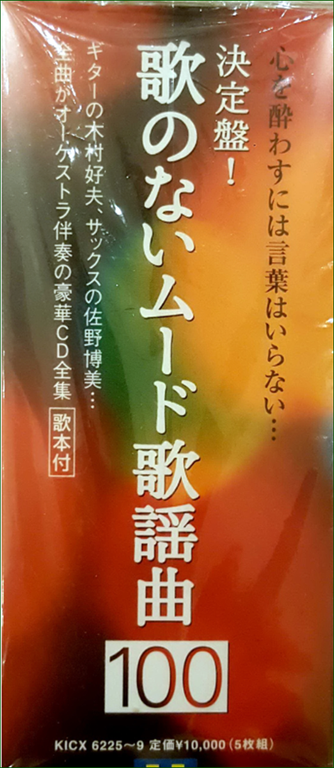 心を酔わすには言葉はいらない…
決定盤！
歌のないムード歌謡曲
100
ギターの木村好夫、サックスの佐野博美…
全曲がオーケストラ伴奏の豪華CD全集 歌本付
KICX 6225〜9 定価¥10,000（5枚組）